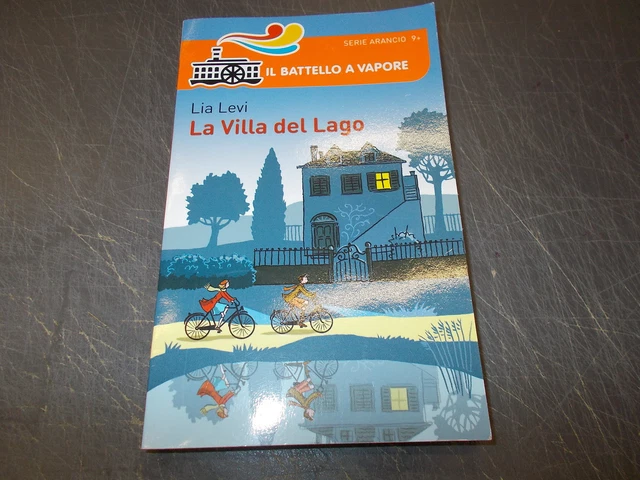 SERIE ARANCIO 9+
IL BATTELLO A VAPORE
Lia Levi
La Villa del Lago